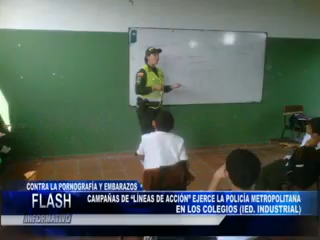 CONTRA LA PORNOGRAFÍA Y EMBARAZOS
CAMPAÑAS DE "LÍNEAS DE ACCIÓN" EJERCE LA POLICÍA METROPOLITANA
EN LOS COLEGIOS (IED. INDUSTRIAL)
FLASH
INFORMATIVO